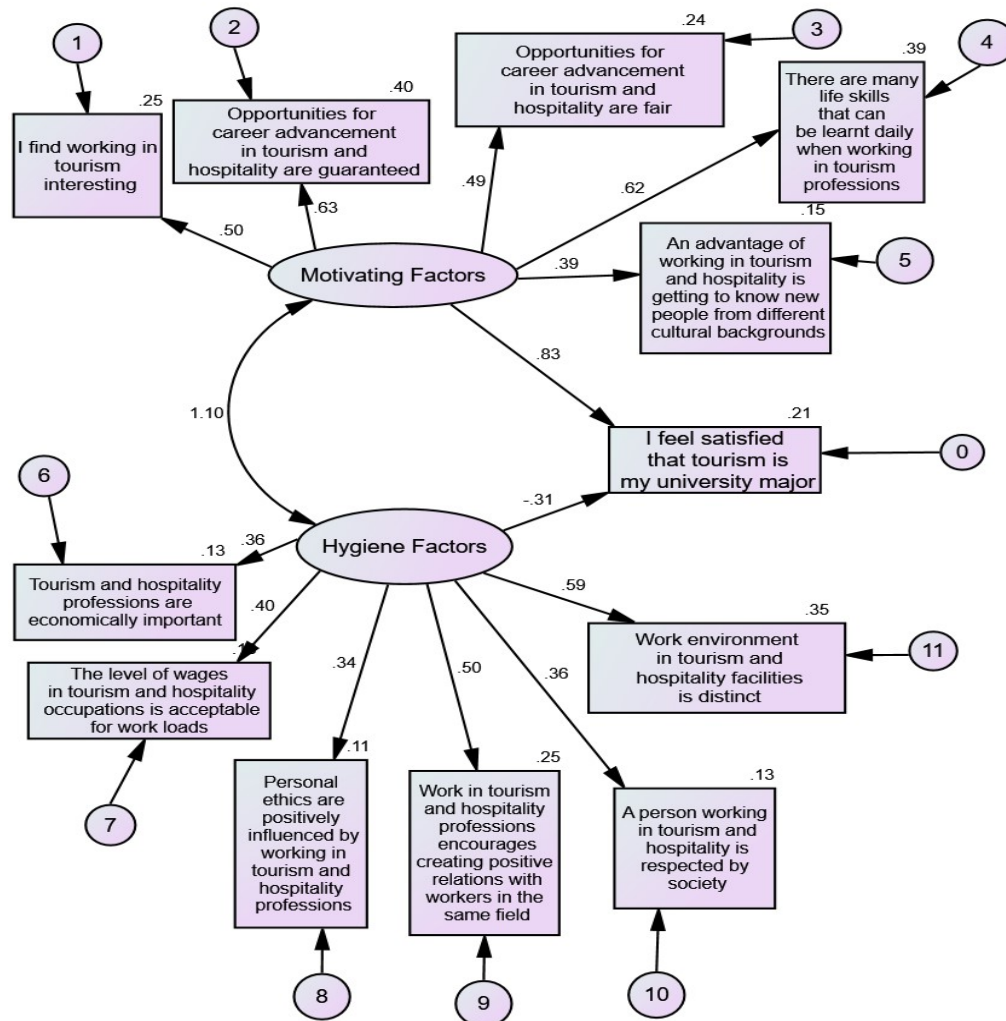 1
.25
I find working in
tourism
interesting
2
.40
Opportunities for
career advancement
in tourism and
hospitality are guaranteed
.24
3
Opportunities for
career advancement
in tourism and
hospitality are fair
4
.39
There are many
life skills
that can
be learnt daily
when working
in tourism
professions
.50
.63
.49
.62
.39
Motivating Factors
.15
5
An advantage of
working in tourism
and hospitality is
getting to know new
people from different
cultural backgrounds
.83
1.10
.21
I feel satisfied
that tourism is
my university major
0
-.31
Hygiene Factors
6
.36
.13
Tourism and hospitality
professions are
economically important
.40
The level of wages
in tourism and hospitality
occupations is acceptable
for work loads
7
.34
.11
Personal
ethics are
positively
influenced by
working in
tourism and
hospitality
professions
8
.50
.25
Work in tourism
and hospitality
professions
encourages
creating positive
relations with
workers in the
same field
9
.36
.13
A person working
in tourism and
hospitality is
respected by
society
10
.59
.35
Work environment
in tourism and
hospitality facilities
is distinct
11